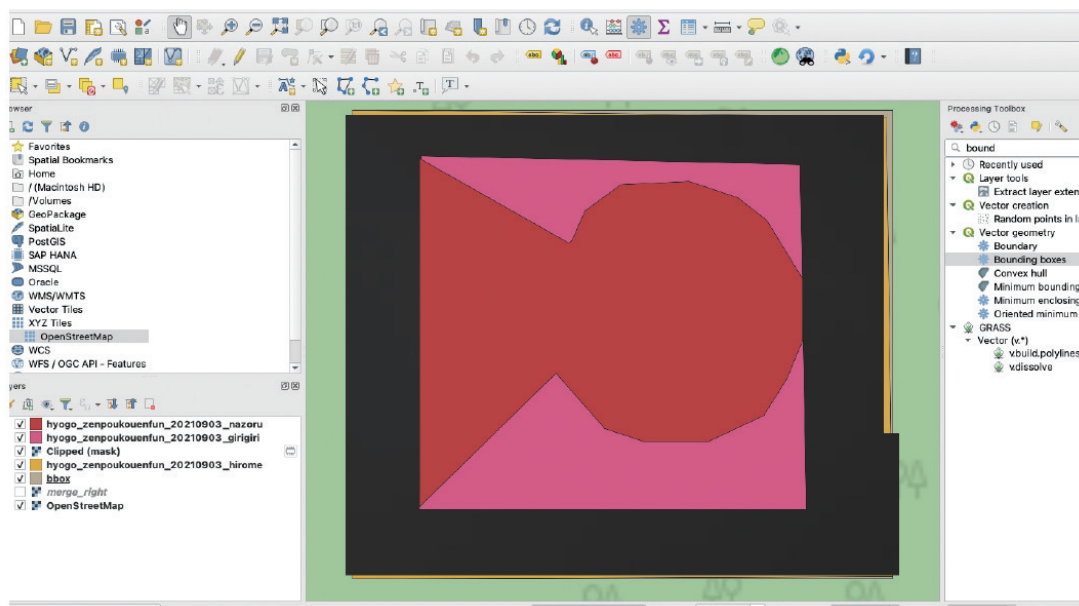 Processing Toolbox
bound
Recently used
Layer tools
Extract layer exten
Vector creation
Random points in l
Vector geometry
Boundary
Bounding boxes
Convex hull
Minimum bounding
Minimum enclosing
Oriented minimum
GRASS
Vector (v.*)
v.build.polylines
v.dissolve
owser
Favorites
Spatial Bookmarks
Home
/ (Macintosh HD)
/Volumes
GeoPackage
SpatiaLite
PostGIS
SAP HANA
MSSQL
Oracle
WMS/WMTS
Vector Tiles
XYZ Tiles
OpenStreetMap
WCS
WFS / OGC API - Features
yers
hyogo_zenpoukouenfun_20210903_nazoru
hyogo_zenpoukouenfun_20210903_girigiri
Clipped (mask)
hyogo_zenpoukouenfun_20210903_hirome
bbox
merge_right
OpenStreetMap